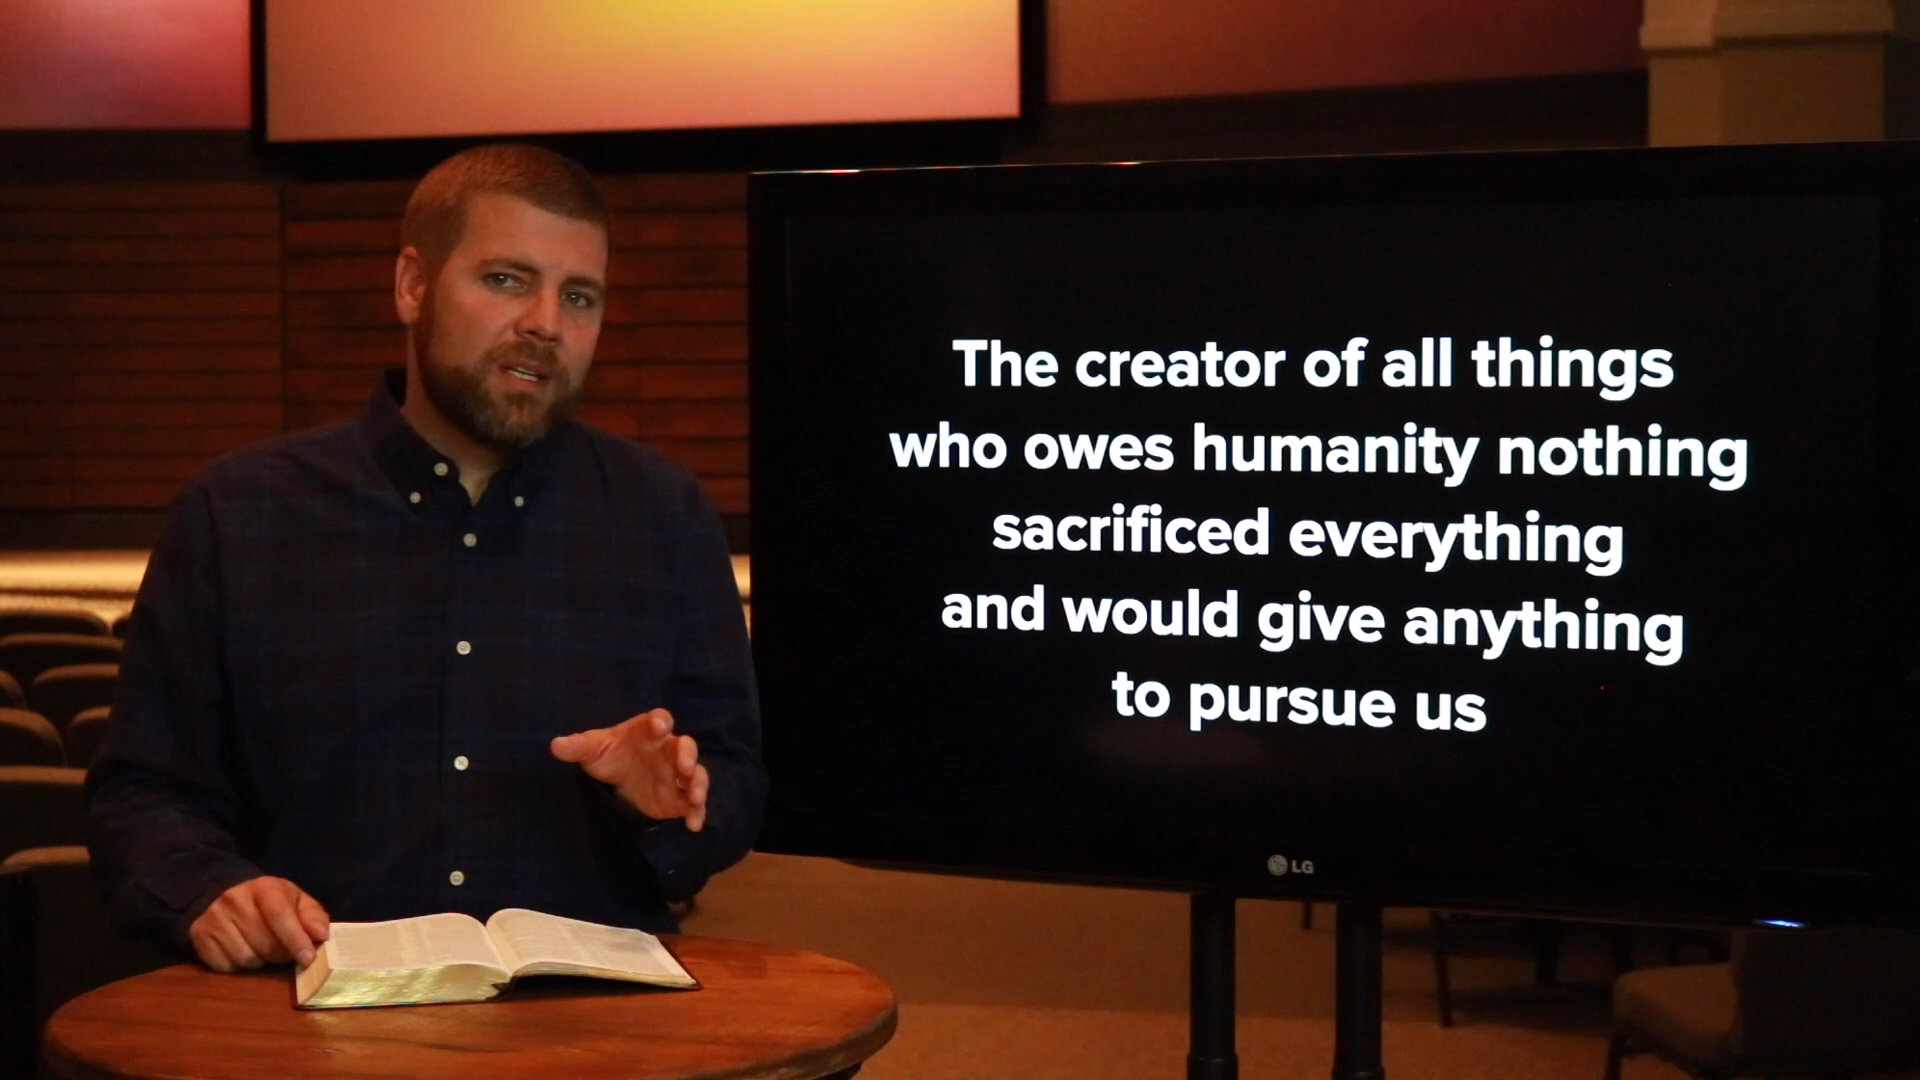 The creator of all things
who owes humanity nothing
sacrificed everything
and would give anything
to pursue us
LG